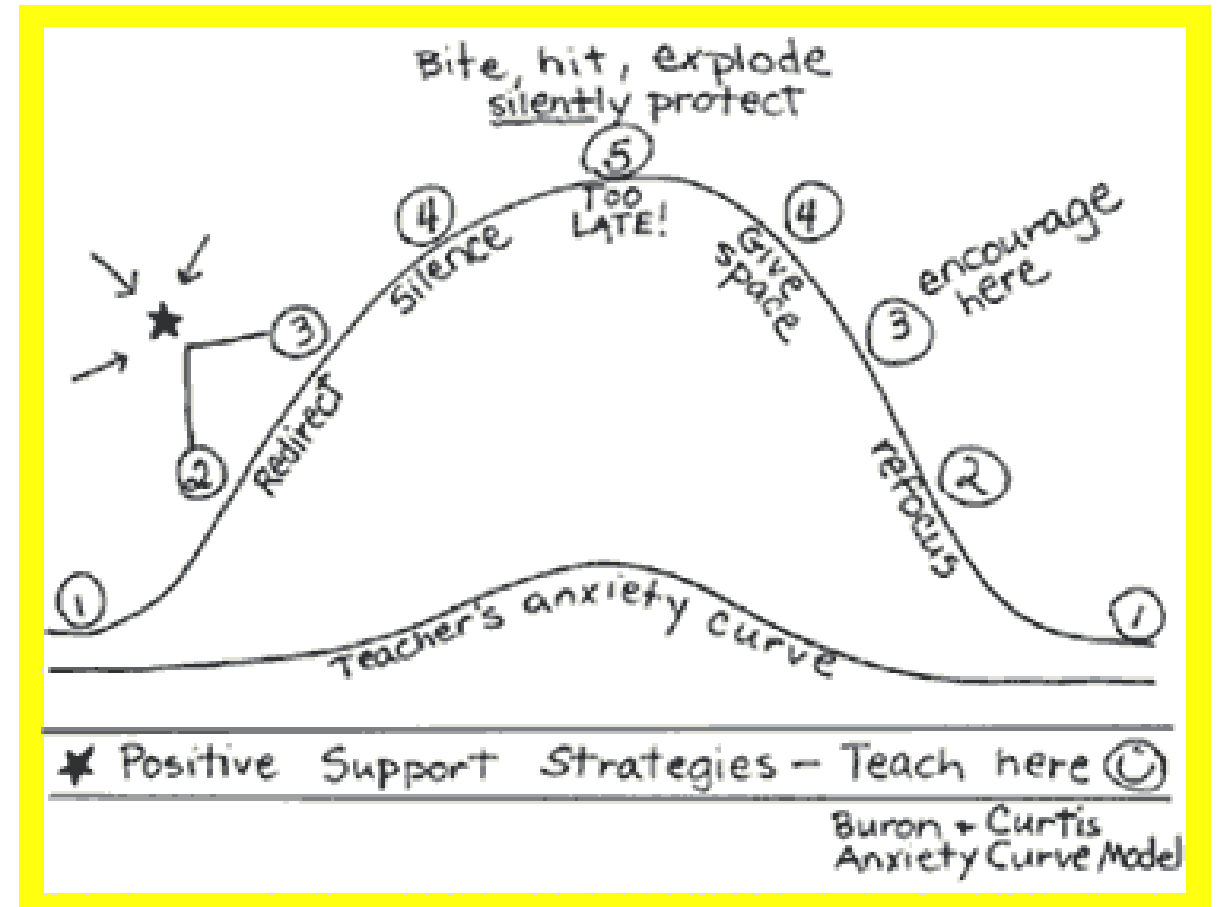 Bite, hit, explode
silently protect
5
TOO
LATE!
4
Silence
4
Give
space
encourage
here
3
Redirect
3
2
refocus
2
1
1
Teacher's anxiety curve
★ Positive Support Strategies - Teach here
Buron + Curtis
Anxiety Curve Model